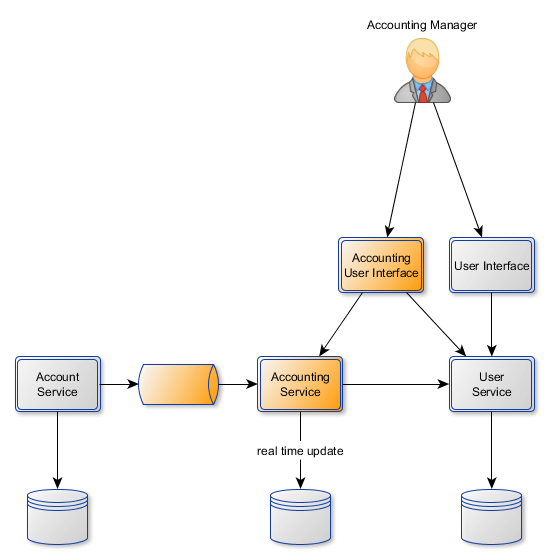 Accounting Manager
Accounting
User Interface
User Interface
Account
Service
Accounting
Service
User
Service
real time update